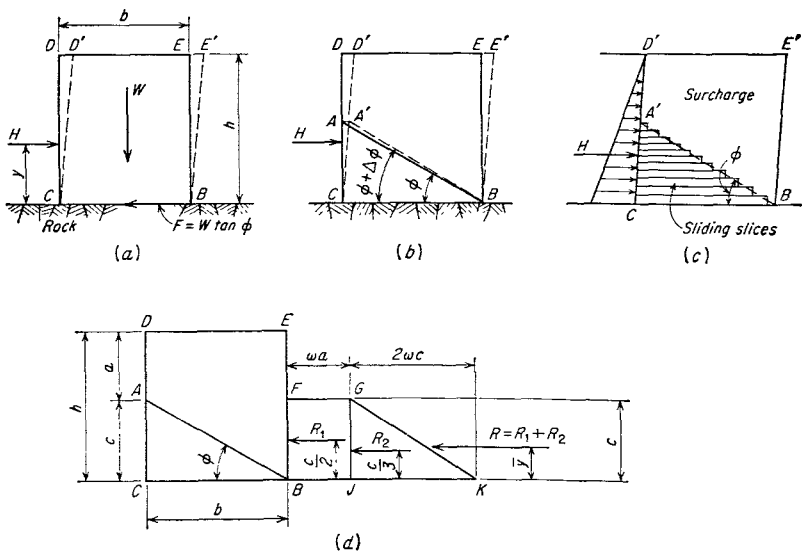 b
D D' E E'
W
H
y
h
C B
Rock F = W tan ϕ
(a)
D D' E E'
A A'
H
ϕ+Δϕ
ϕ
C B
(b)
D' E'
Surcharge
A'
H
ϕ
C B
Sliding slices
(c)
D E
a
ωa 2ωc
h
A F G
c
R₁ R₂ R=R₁+R₂
c/2 c/3 ȳ
c
ϕ
C B J K
b
(d)